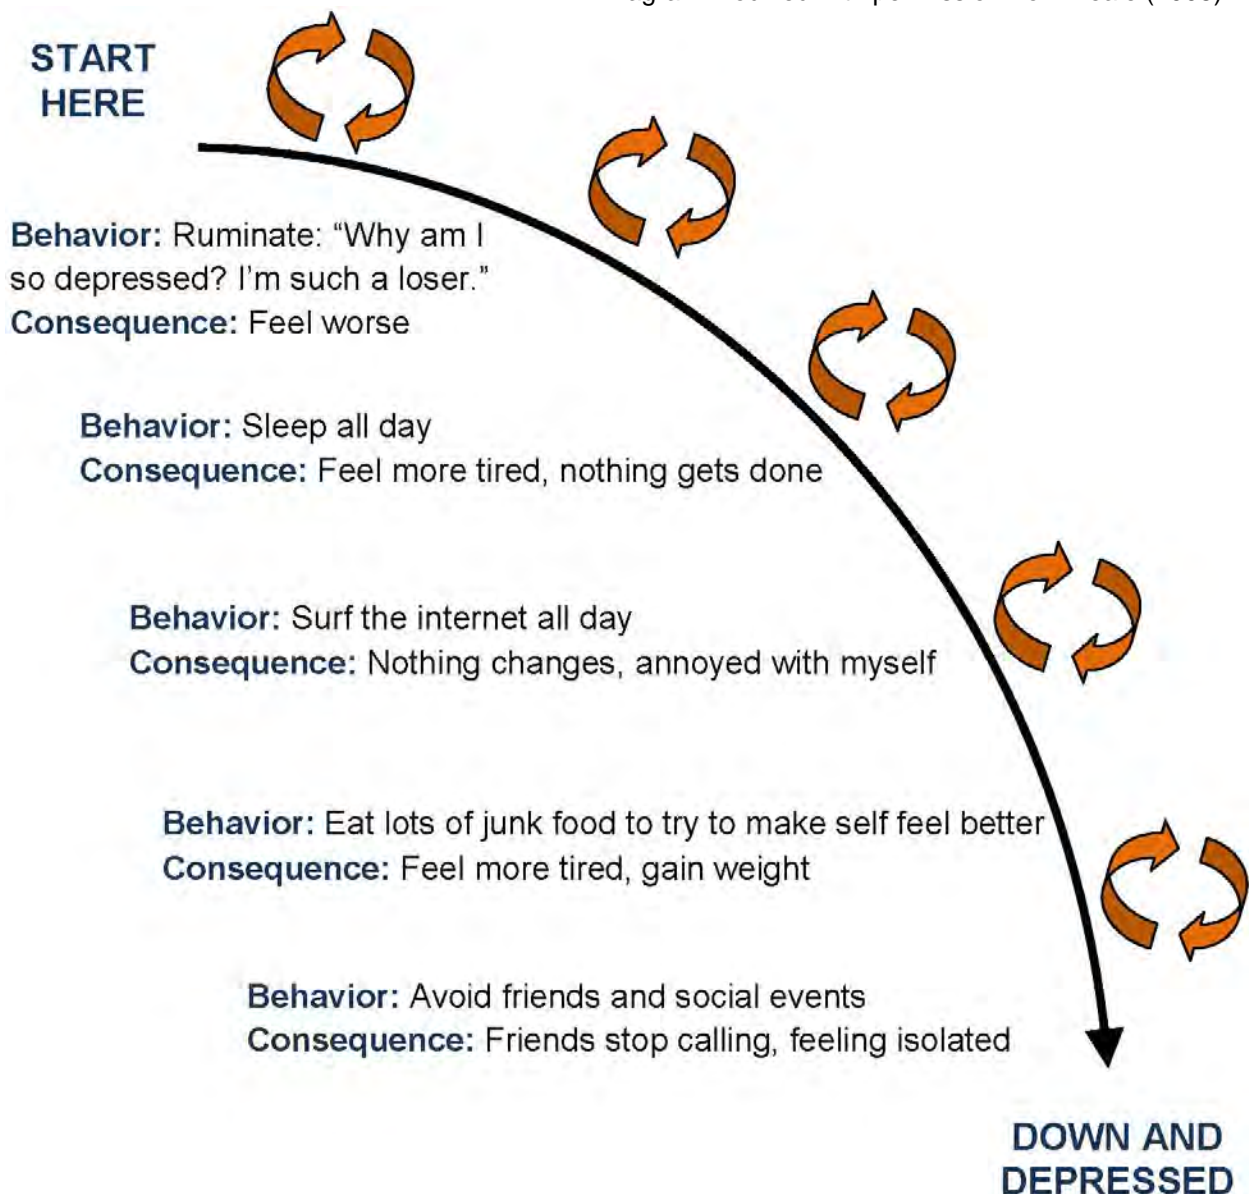 START
HERE
Behavior: Ruminate: “Why am I
so depressed? I'm such a loser.”
Consequence: Feel worse
Behavior: Sleep all day
Consequence: Feel more tired, nothing gets done
Behavior: Surf the internet all day
Consequence: Nothing changes, annoyed with myself
Behavior: Eat lots of junk food to try to make self feel better
Consequence: Feel more tired, gain weight
Behavior: Avoid friends and social events
Consequence: Friends stop calling, feeling isolated
DOWN AND
DEPRESSED